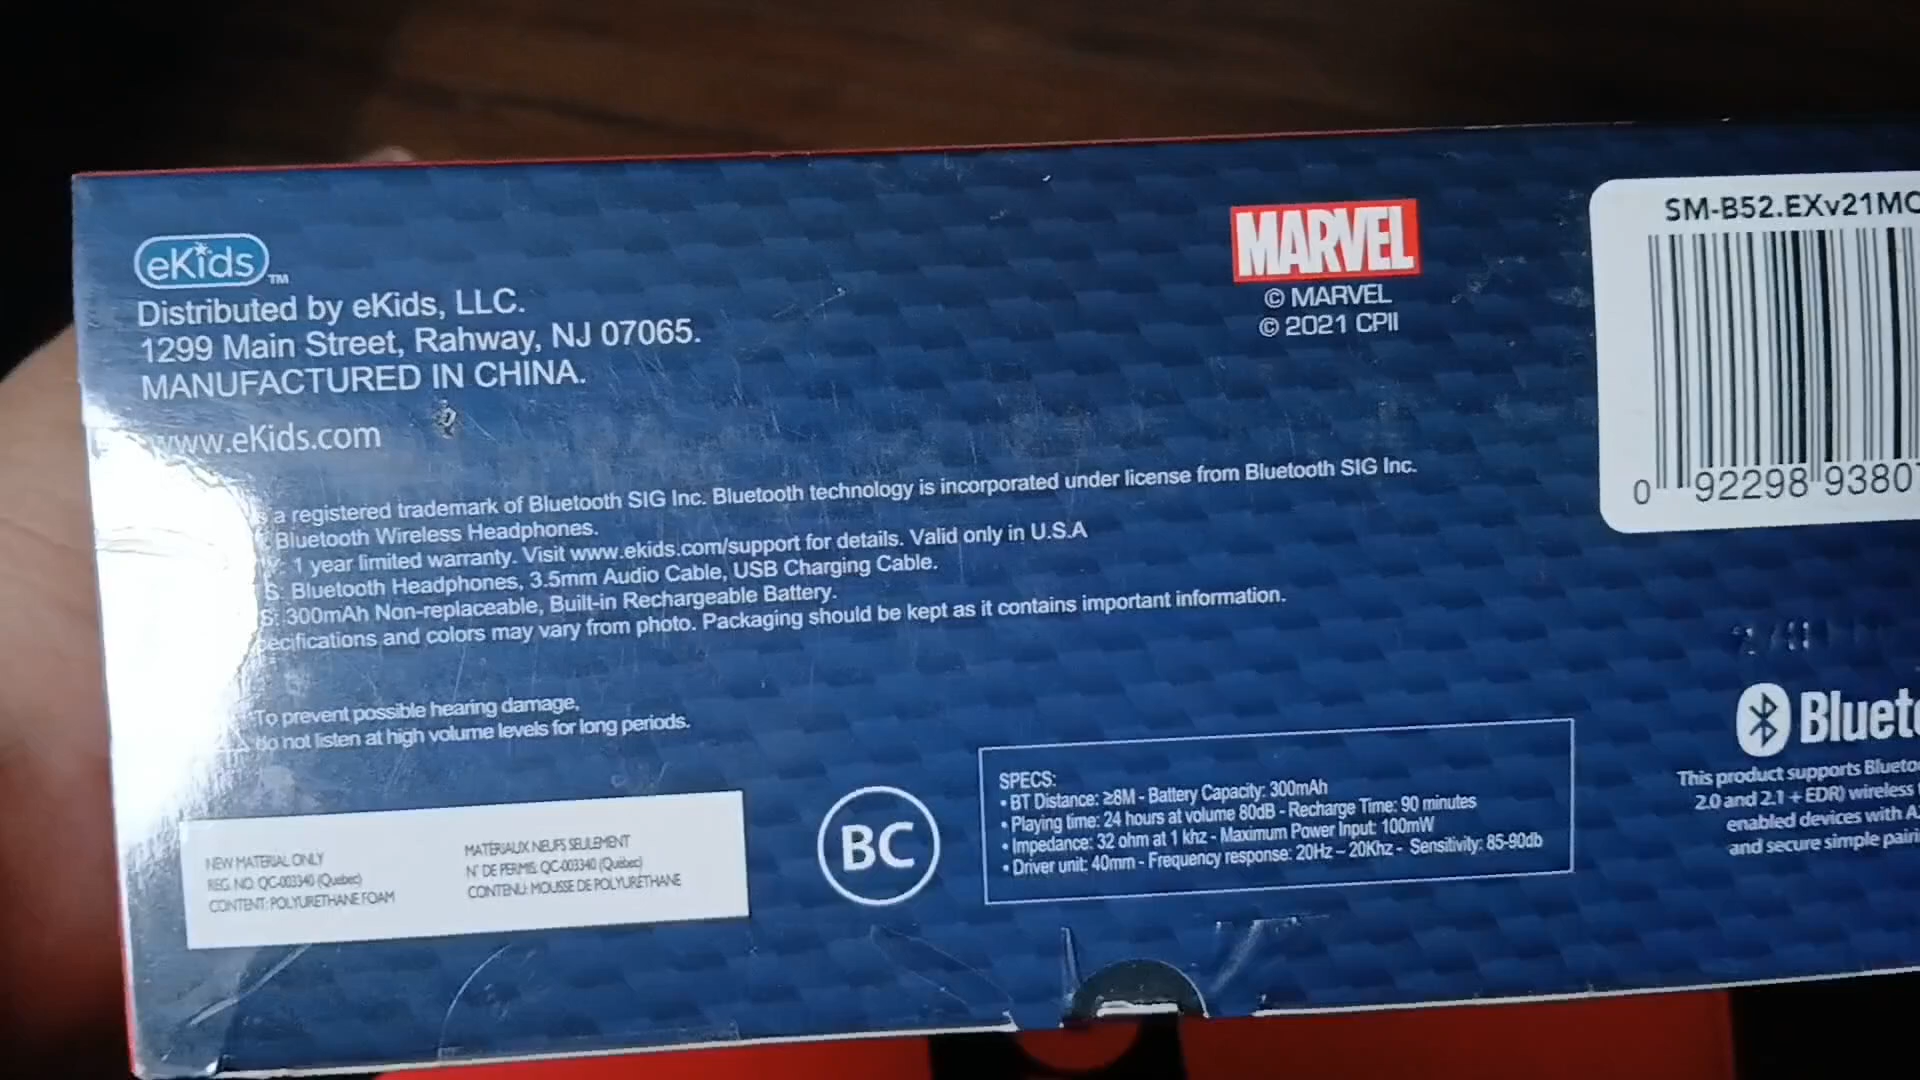 eKids™
Distributed by eKids, LLC.
1299 Main Street, Rahway, NJ 07065.
MANUFACTURED IN CHINA.
www.eKids.com
MARVEL
© MARVEL
© 2021 CPII
SM-B52.EXv21MO
0 92298 9380
a registered trademark of Bluetooth SIG Inc. Bluetooth technology is incorporated under license from Bluetooth SIG Inc.
Bluetooth Wireless Headphones.
1 year limited warranty. Visit www.ekids.com/support for details. Valid only in U.S.A
S: Bluetooth Headphones, 3.5mm Audio Cable, USB Charging Cable.
S: 300mAh Non-replaceable, Built-in Rechargeable Battery.
ecifications and colors may vary from photo. Packaging should be kept as it contains important information.
To prevent possible hearing damage,
do not listen at high volume levels for long periods.
NEW MATERIAL ONLY
REG. NO. QC-003340 (Quebec)
CONTENT: POLYURETHANE FOAM
MATÉRIAUX NEUFS SEULEMENT
N° DE PERMIS: QC-003340 (Québec)
CONTENU: MOUSSE DE POLYURÉTHANE
BC
SPECS:
• BT Distance: ≥8M - Battery Capacity: 300mAh
• Playing time: 24 hours at volume 80dB - Recharge Time: 90 minutes
• Impedance: 32 ohm at 1 khz - Maximum Power Input: 100mW
• Driver unit: 40mm - Frequency response: 20Hz – 20Khz - Sensitivity: 85-90db
Blueto
This product supports Blueto
2.0 and 2.1 + EDR) wireless
enabled devices with A
and secure simple pairi